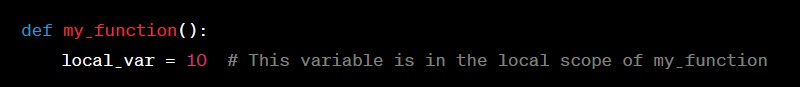 def my_function():
    local_var = 10  # This variable is in the local scope of my_function